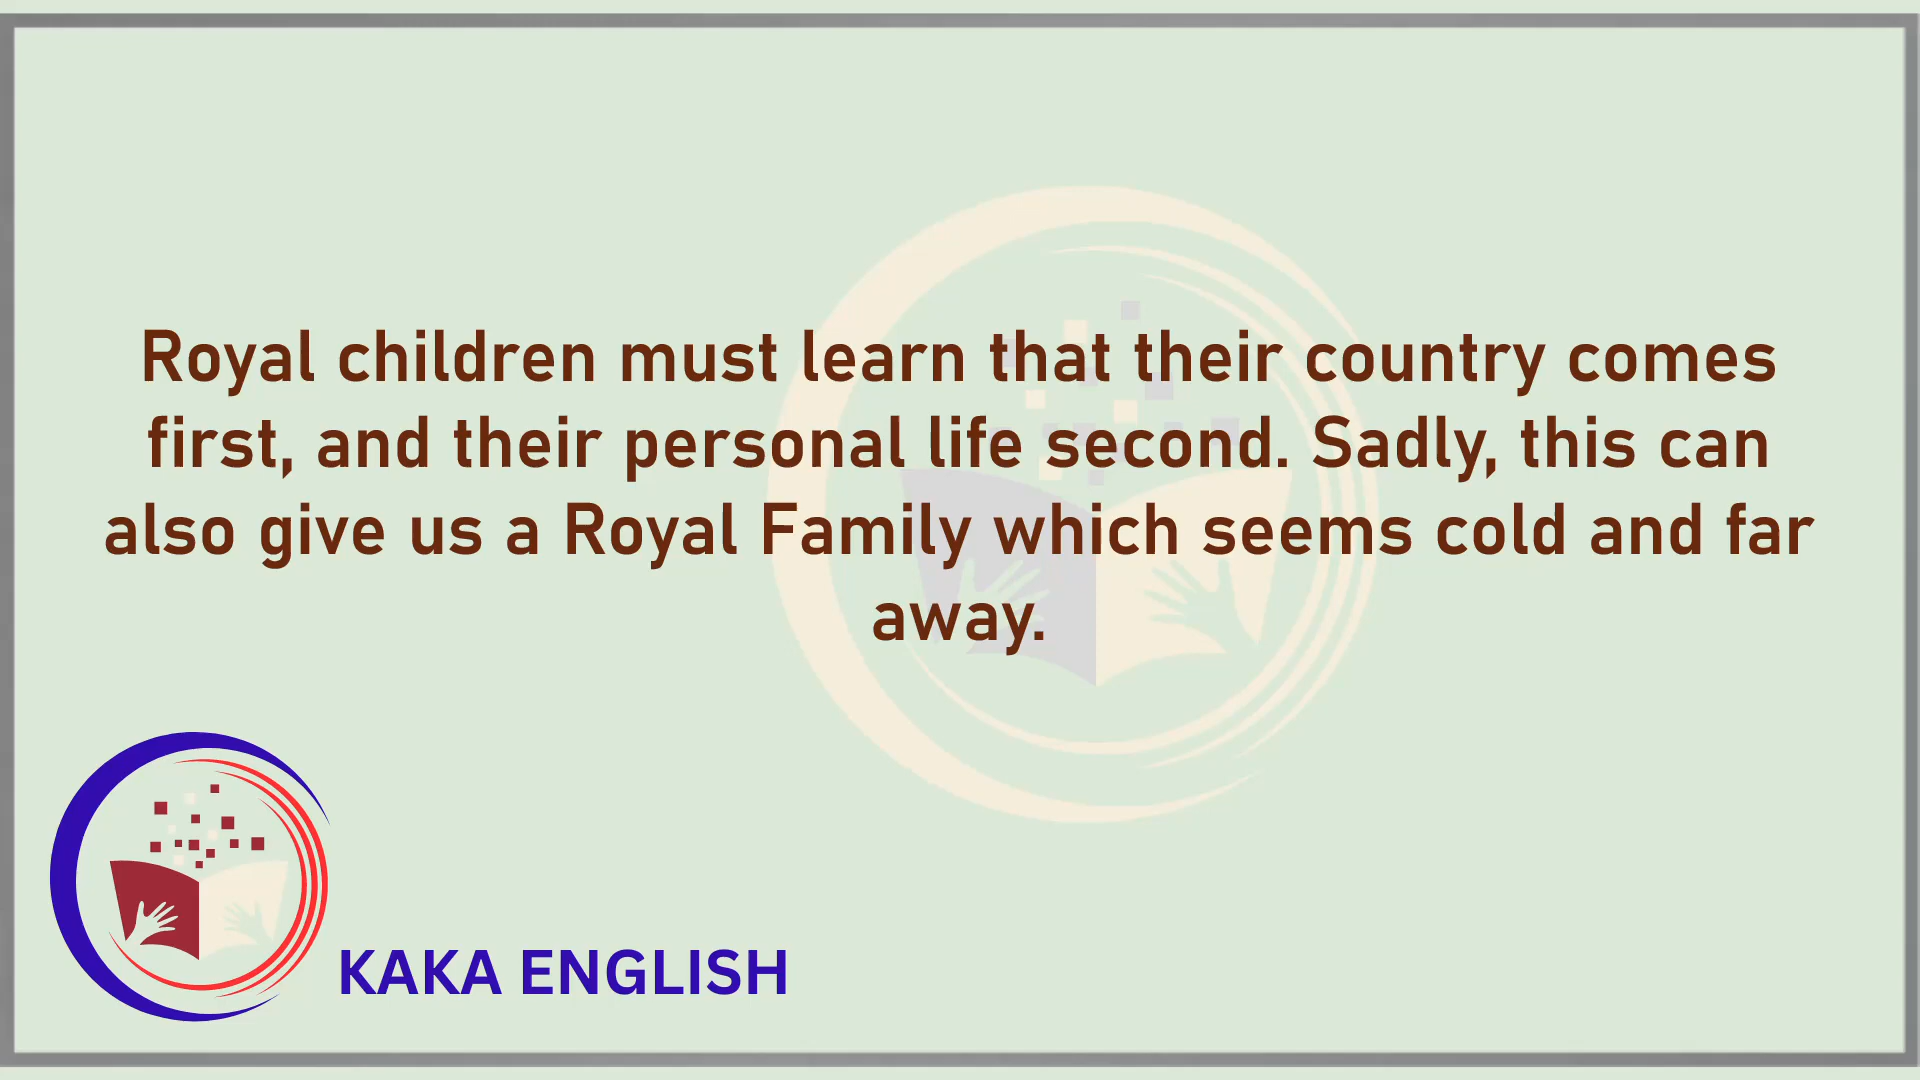 Royal children must learn that their country comes
first, and their personal life second. Sadly, this can
also give us a Royal Family which seems cold and far
away.
KAKA ENGLISH